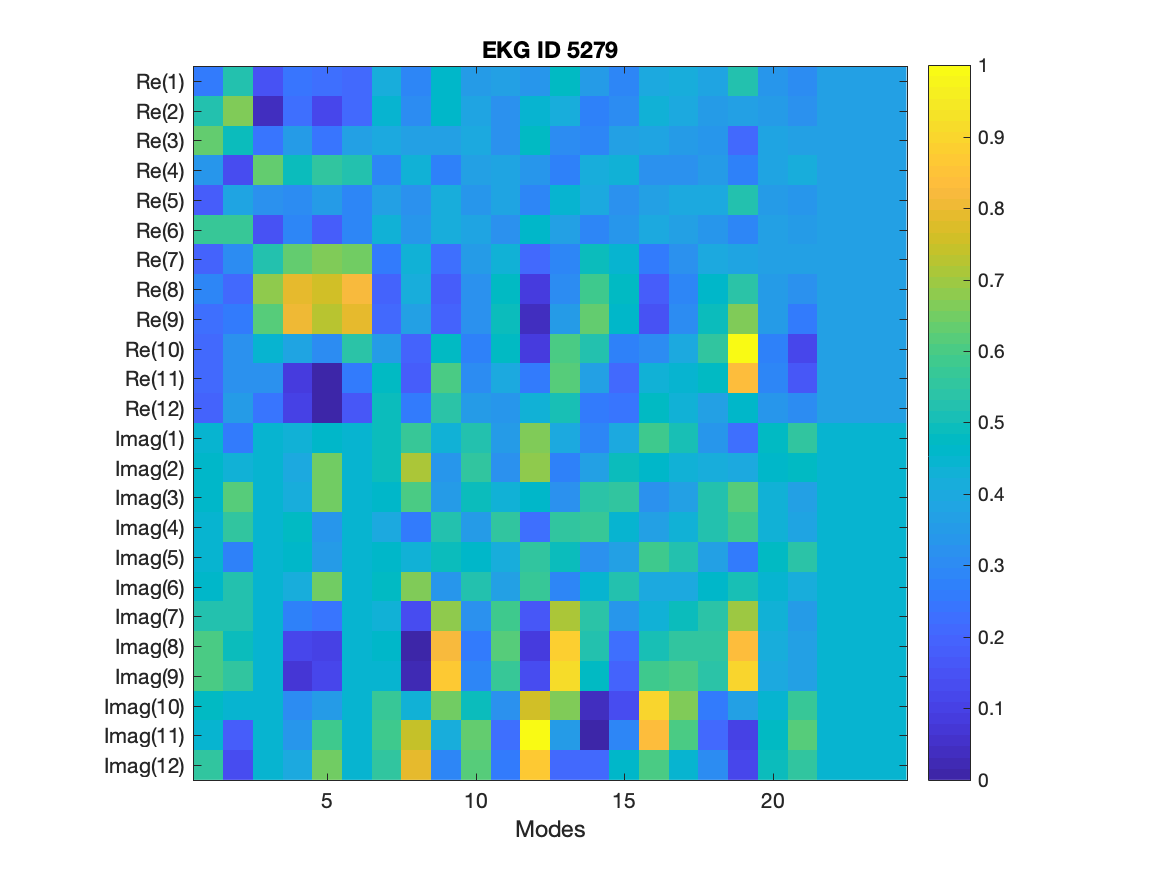 EKG ID 5279
Re(1)
Re(2)
Re(3)
Re(4)
Re(5)
Re(6)
Re(7)
Re(8)
Re(9)
Re(10)
Re(11)
Re(12)
Imag(1)
Imag(2)
Imag(3)
Imag(4)
Imag(5)
Imag(6)
Imag(7)
Imag(8)
Imag(9)
Imag(10)
Imag(11)
Imag(12)
5 10 15 20
Modes
1
0.9
0.8
0.7
0.6
0.5
0.4
0.3
0.2
0.1
0